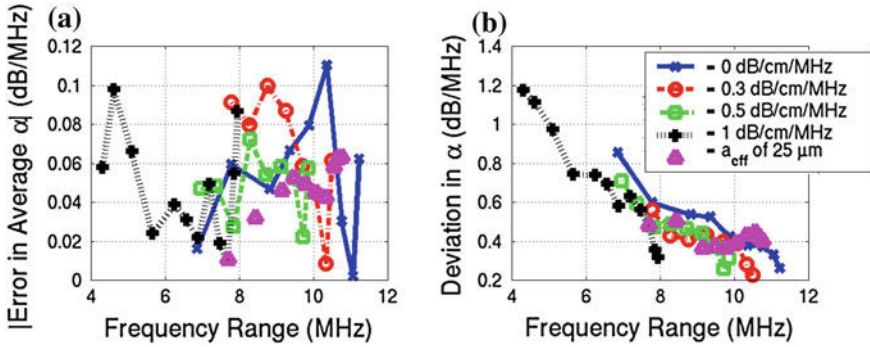 (a)
|Error in Average α| (dB/MHz)
0.12
0.1
0.08
0.06
0.04
0.02
0
4 6 8 10 12
Frequency Range (MHz)
(b)
Deviation in α (dB/MHz)
1.4
1.2
1.0
0.8
0.6
0.4
0.2
4 6 8 10 12
Frequency Range (MHz)
- 0 dB/cm/MHz
- 0.3 dB/cm/MHz
- 0.5 dB/cm/MHz
- 1 dB/cm/MHz
- aeff of 25 μm